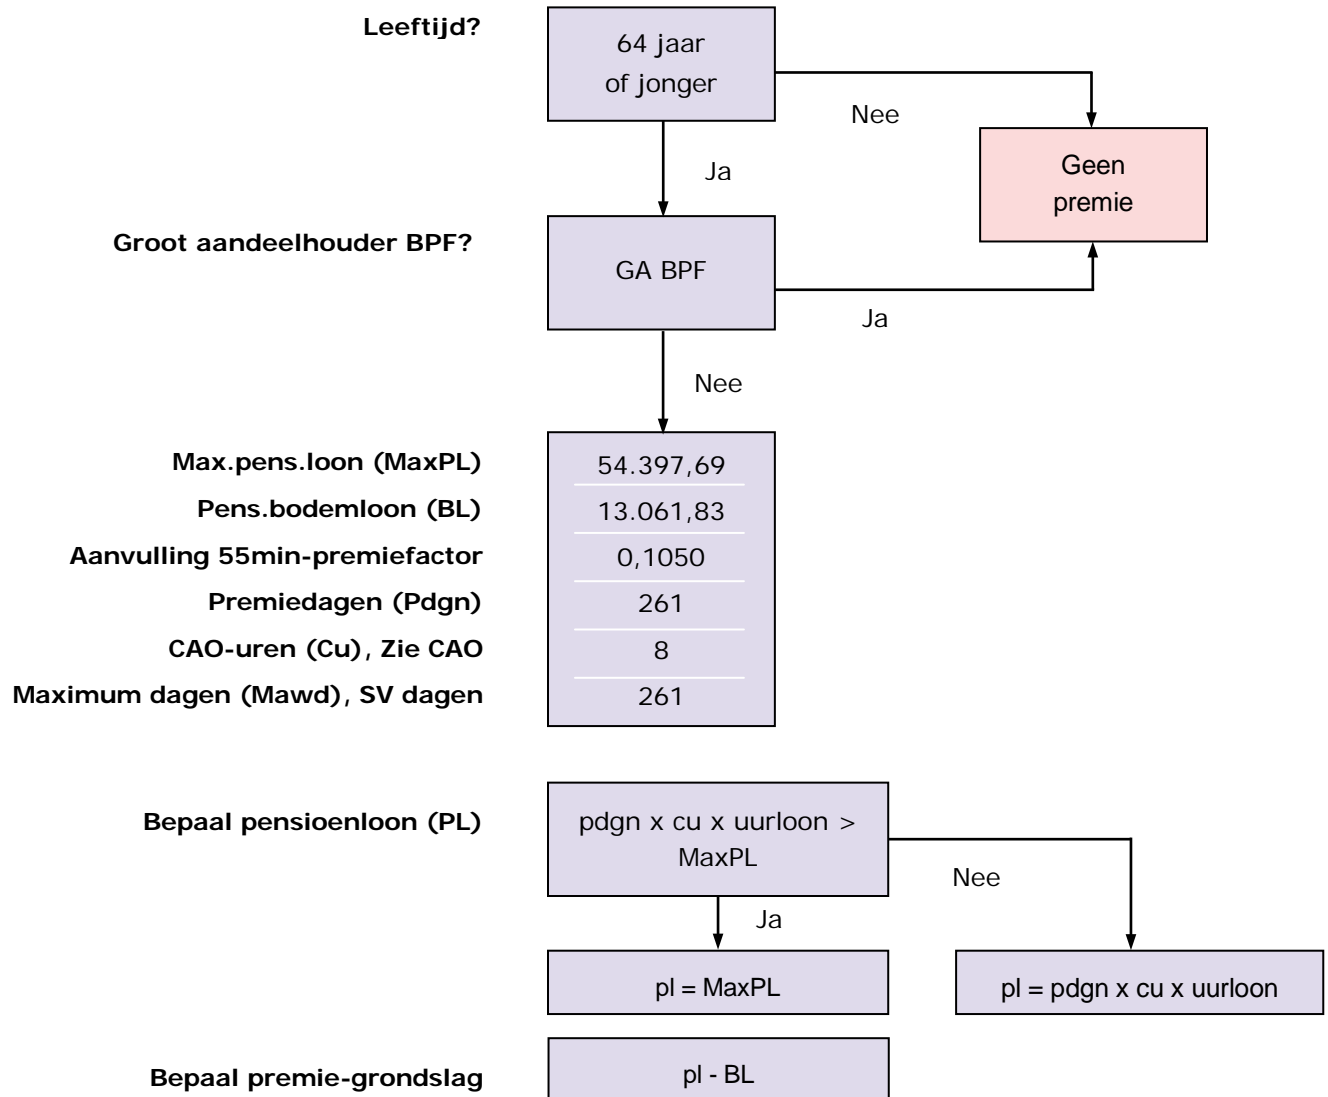 Leeftijd?
64 jaar
of jonger
Nee
Geen
premie
Ja
Groot aandeelhouder BPF?
GA BPF
Ja
Nee
Max.pens.loon (MaxPL)
54.397,69
Pens.bodemloon (BL)
13.061,83
Aanvulling 55min-premiefactor
0,1050
Premiedagen (Pdgn)
261
CAO-uren (Cu), Zie CAO
8
Maximum dagen (Mawd), SV dagen
261
Bepaal pensioenloon (PL)
pdgn x cu x uurloon >
MaxPL
Nee
Ja
pl = MaxPL
pl = pdgn x cu x uurloon
Bepaal premie-grondslag
pl - BL